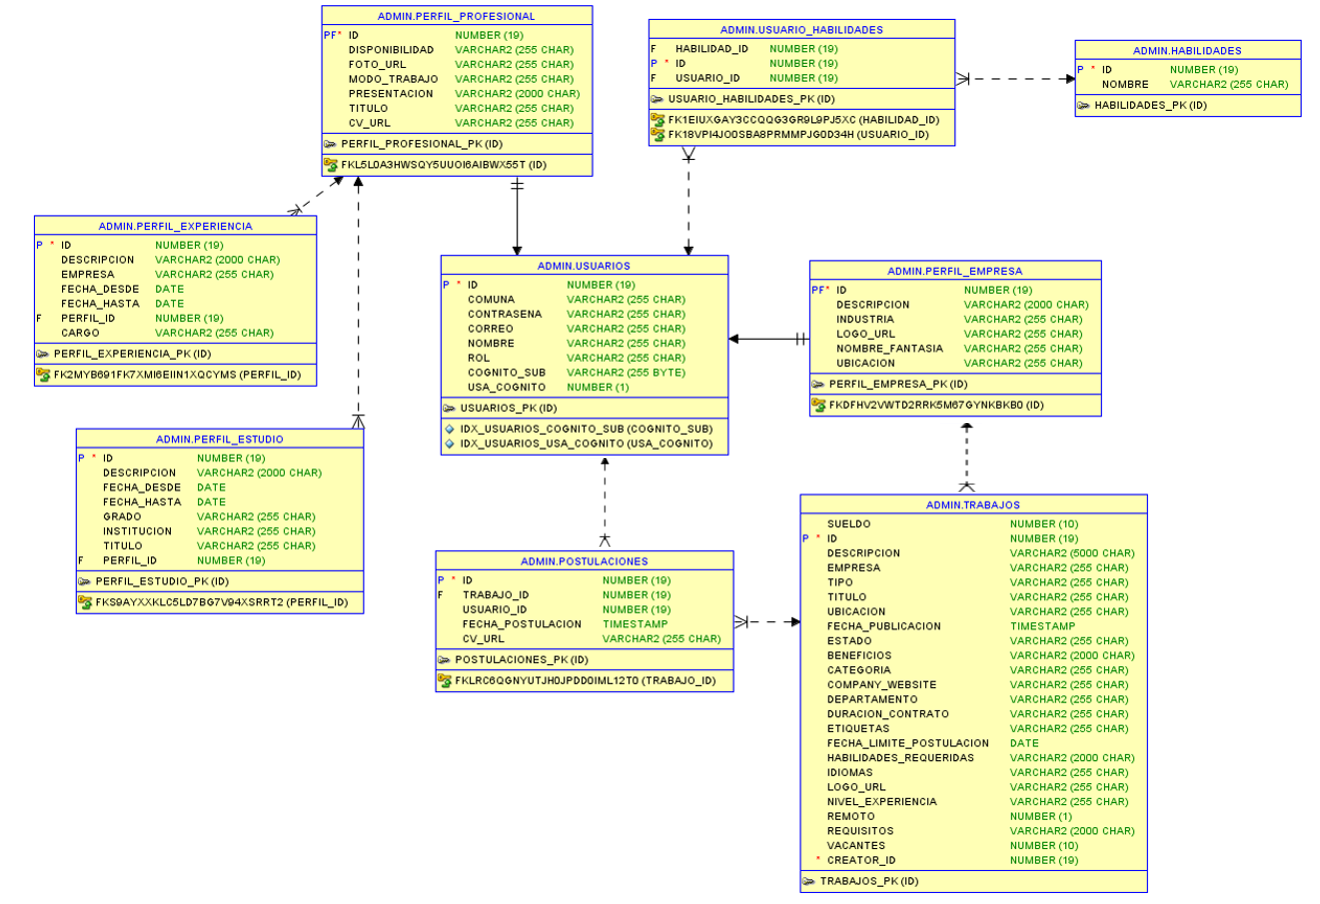 ADMIN.PERFIL_PROFESIONAL
PF* ID NUMBER (19)
DISPONIBILIDAD VARCHAR2 (255 CHAR)
FOTO_URL VARCHAR2 (255 CHAR)
MODO_TRABAJO VARCHAR2 (255 CHAR)
PRESENTACION VARCHAR2 (2000 CHAR)
TITULO VARCHAR2 (255 CHAR)
CV_URL VARCHAR2 (255 CHAR)
PERFIL_PROFESIONAL_PK (ID)
FKL5L0A3HWSQY5UUOI6AIBWX55T (ID)
ADMIN.USUARIO_HABILIDADES
F HABILIDAD_ID NUMBER (19)
P * ID NUMBER (19)
F USUARIO_ID NUMBER (19)
USUARIO_HABILIDADES_PK (ID)
FK1EIUXGAY3CCQQG3GR9L9PJ5XC (HABILIDAD_ID)
FK18VPI4JO0SBA8PRMMPJG0D34H (USUARIO_ID)
ADMIN.HABILIDADES
P * ID NUMBER (19)
NOMBRE VARCHAR2 (255 CHAR)
HABILIDADES_PK (ID)
ADMIN.PERFIL_EXPERIENCIA
P * ID NUMBER (19)
DESCRIPCION VARCHAR2 (2000 CHAR)
EMPRESA VARCHAR2 (255 CHAR)
FECHA_DESDE DATE
FECHA_HASTA DATE
F PERFIL_ID NUMBER (19)
CARGO VARCHAR2 (255 CHAR)
PERFIL_EXPERIENCIA_PK (ID)
FK2MYB691FK7XMI6EIIN1XQCYMS (PERFIL_ID)
ADMIN.USUARIOS
P * ID NUMBER (19)
COMUNA VARCHAR2 (255 CHAR)
CONTRASENA VARCHAR2 (255 CHAR)
CORREO VARCHAR2 (255 CHAR)
NOMBRE VARCHAR2 (255 CHAR)
ROL VARCHAR2 (255 CHAR)
COGNITO_SUB VARCHAR2 (255 BYTE)
USA_COGNITO NUMBER (1)
USUARIOS_PK (ID)
IDX_USUARIOS_COGNITO_SUB (COGNITO_SUB)
IDX_USUARIOS_USA_COGNITO (USA_COGNITO)
ADMIN.PERFIL_EMPRESA
PF* ID NUMBER (19)
DESCRIPCION VARCHAR2 (2000 CHAR)
INDUSTRIA VARCHAR2 (255 CHAR)
LOGO_URL VARCHAR2 (255 CHAR)
NOMBRE_FANTASIA VARCHAR2 (255 CHAR)
UBICACION VARCHAR2 (255 CHAR)
PERFIL_EMPRESA_PK (ID)
FKDFHV2VWTD2RRK5M67GYNKBKB0 (ID)
ADMIN.PERFIL_ESTUDIO
P * ID NUMBER (19)
DESCRIPCION VARCHAR2 (2000 CHAR)
FECHA_DESDE DATE
FECHA_HASTA DATE
GRADO VARCHAR2 (255 CHAR)
INSTITUCION VARCHAR2 (255 CHAR)
TITULO VARCHAR2 (255 CHAR)
F PERFIL_ID NUMBER (19)
PERFIL_ESTUDIO_PK (ID)
FKS9AYXXKLC5LD7BG7V94XSRRT2 (PERFIL_ID)
ADMIN.POSTULACIONES
P * ID NUMBER (19)
F TRABAJO_ID NUMBER (19)
USUARIO_ID NUMBER (19)
FECHA_POSTULACION TIMESTAMP
CV_URL VARCHAR2 (255 CHAR)
POSTULACIONES_PK (ID)
FKLRC6QGNYUTJH0JPDD0IML12T0 (TRABAJO_ID)
ADMIN.TRABAJOS
SUELDO NUMBER (10)
P * ID NUMBER (19)
DESCRIPCION VARCHAR2 (5000 CHAR)
EMPRESA VARCHAR2 (255 CHAR)
TIPO VARCHAR2 (255 CHAR)
TITULO VARCHAR2 (255 CHAR)
UBICACION VARCHAR2 (255 CHAR)
FECHA_PUBLICACION TIMESTAMP
ESTADO VARCHAR2 (255 CHAR)
BENEFICIOS VARCHAR2 (2000 CHAR)
CATEGORIA VARCHAR2 (255 CHAR)
COMPANY_WEBSITE VARCHAR2 (255 CHAR)
DEPARTAMENTO VARCHAR2 (255 CHAR)
DURACION_CONTRATO VARCHAR2 (255 CHAR)
ETIQUETAS VARCHAR2 (255 CHAR)
FECHA_LIMITE_POSTULACION DATE
HABILIDADES_REQUERIDAS VARCHAR2 (2000 CHAR)
IDIOMAS VARCHAR2 (255 CHAR)
LOGO_URL VARCHAR2 (255 CHAR)
NIVEL_EXPERIENCIA VARCHAR2 (255 CHAR)
REMOTO NUMBER (1)
REQUISITOS VARCHAR2 (2000 CHAR)
VACANTES NUMBER (10)
* CREATOR_ID NUMBER (19)
TRABAJOS_PK (ID)